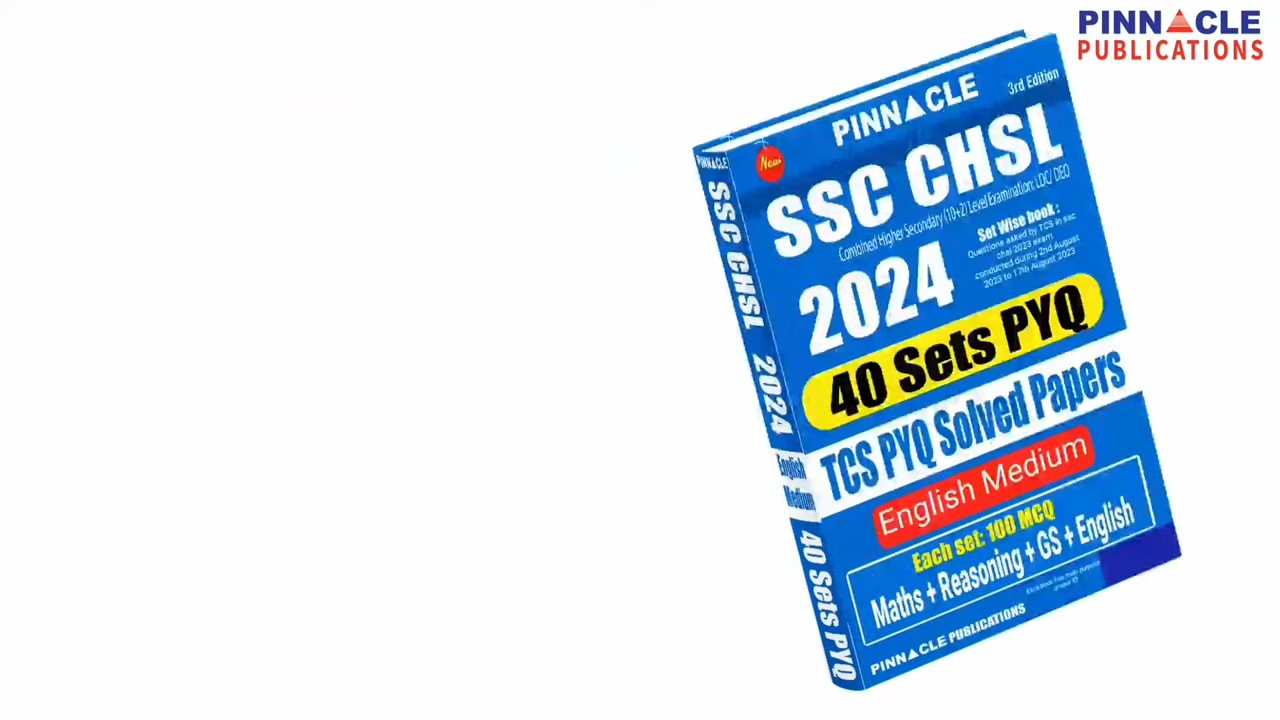 PINNACLE
PUBLICATIONS
PINNACLE
3rd Edition
New
SSC CHSL
Combined Higher Secondary (10+2) Level Examination: LDC/ DEO
2024
Set Wise book :
Questions asked by TCS in ssc
chsl 2023 exam
conducted during 2nd August
2023 to 17th August 2023
40 Sets PYQ
TCS PYQ Solved Papers
English Medium
Each set: 100 MCQ
Maths + Reasoning + GS + English
PINNACLE PUBLICATIONS
PINNACLE
SSC CHSL 2024
English
Medium
40 Sets PYQ